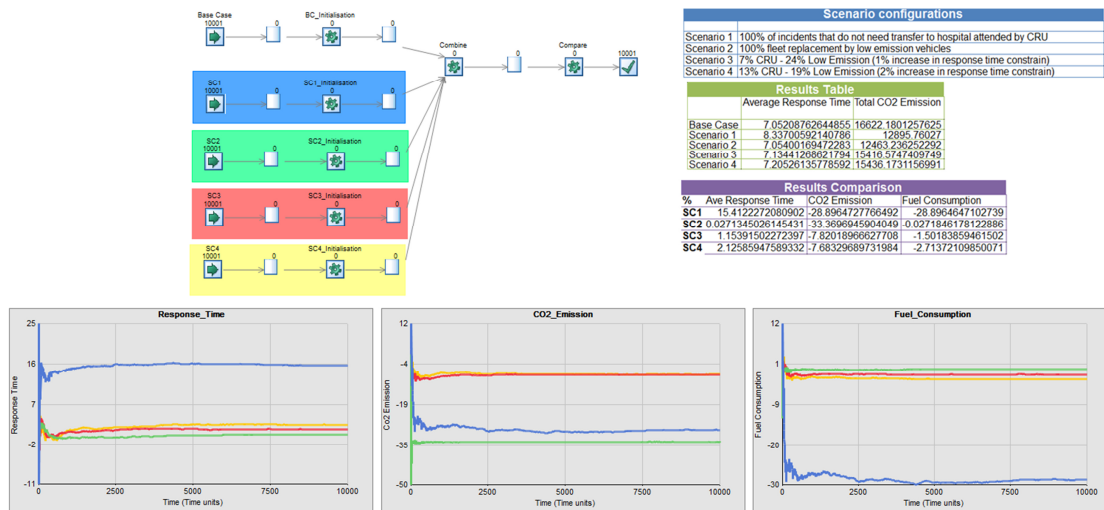 Base Case
10001
0
BC_Initialisation
0
0
SC1
10001
0
SC1_Initialisation
0
0
SC2
10001
0
SC2_Initialisation
0
0
SC3
10001
0
SC3_Initialisation
0
0
SC4
10001
0
SC4_Initialisation
0
0
Combine
0
0
Compare
0
10001
Scenario configurations
Scenario 1 100% of incidents that do not need transfer to hospital attended by CRU
Scenario 2 100% fleet replacement by low emission vehicles
Scenario 3 7% CRU - 24% Low Emission (1% increase in response time constrain)
Scenario 4 13% CRU - 19% Low Emission (2% increase in response time constrain)
Results Table
Average Response Time Total CO2 Emission
Base Case 7.05208762644855 16622.1801257625
Scenario 1 8.33700592140786 12895.76027
Scenario 2 7.05400169472283 12463.236252292
Scenario 3 7.13441268621794 15416.5747409749
Scenario 4 7.20526135778592 15436.1731156991
Results Comparison
% Ave Response Time CO2 Emission Fuel Consumption
SC1 15.4122272080902 -28.8964727766492 -28.8964647102739
SC2 0.0271345026145431 -33.3696945904049 -0.0271846178122886
SC3 1.15391502272397 -7.82018966627708 -1.50183859461502
SC4 2.12585947589332 -7.68329689731984 -2.71372109850071
Response_Time
Response Time
25
16
7
-2
-11
0 2500 5000 7500 10000
Time (Time units)
CO2_Emission
Co2 Emission
12
-4
-19
-35
-50
0 2500 5000 7500 10000
Time (Time units)
Fuel_Consumption
Fuel Consumption
12
1
-9
-20
-30
0 2500 5000 7500 10000
Time (Time units)